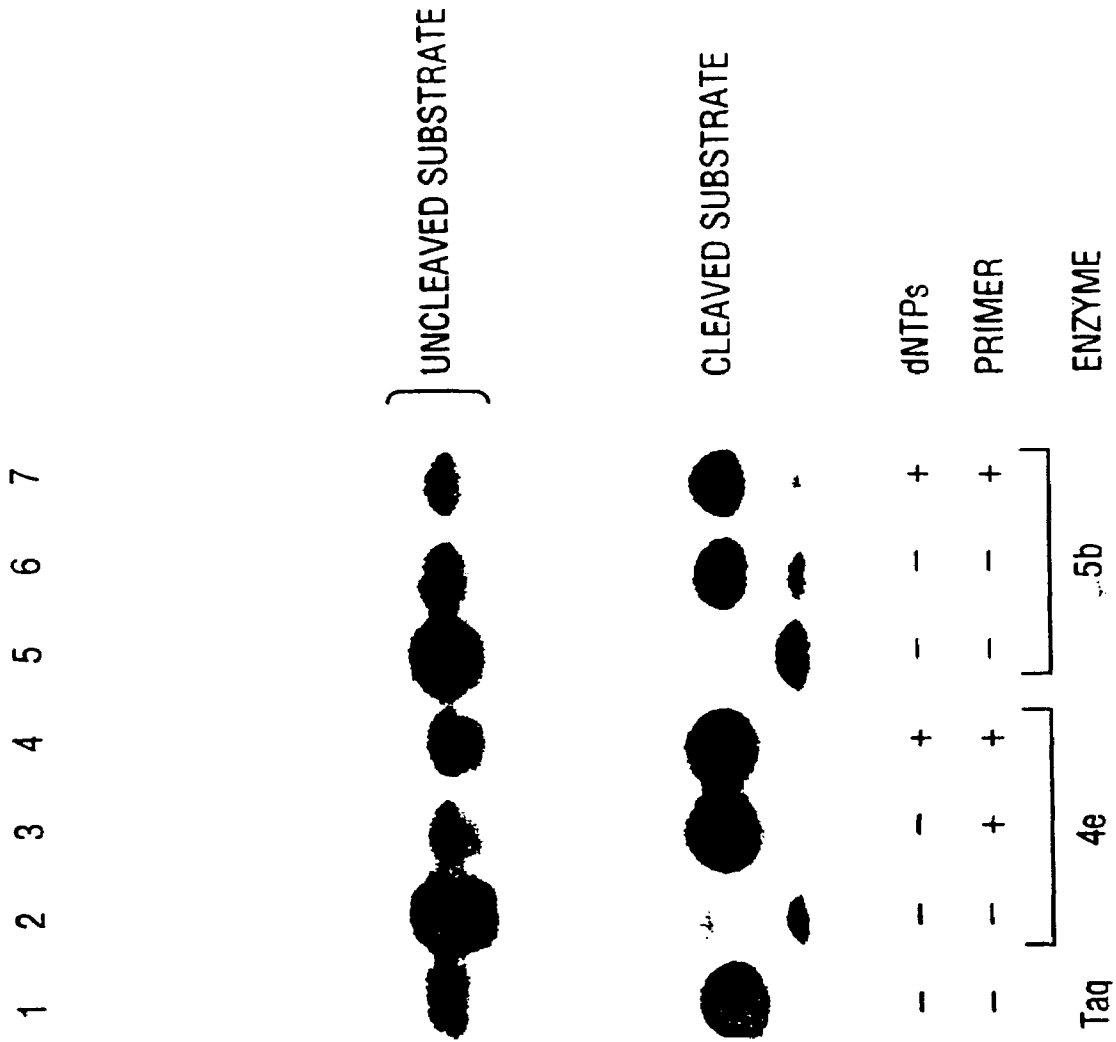 1 2 3 4 5 6 7
UNCLEAVED SUBSTRATE
CLEAVED SUBSTRATE
− − − + − − + dNTPs
− − + + − − + PRIMER
Taq 4e 5b ENZYME